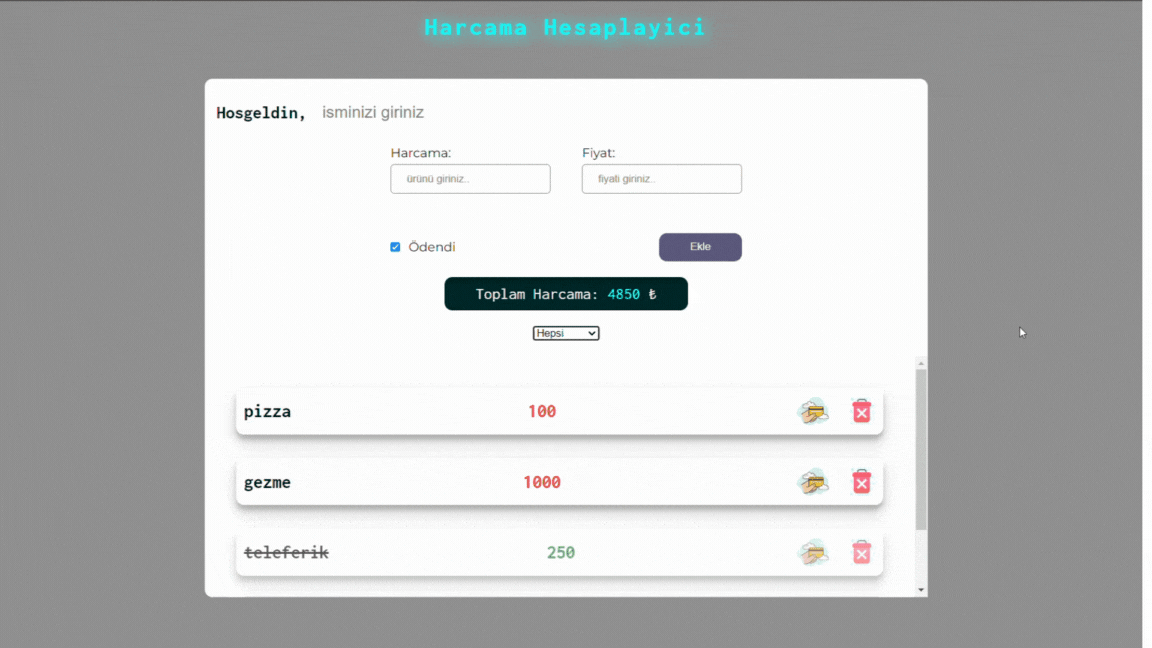 Harcama Hesaplayici
Hosgeldin, isminizi giriniz
Harcama: Fiyat:
ürünü giriniz.. fiyati giriniz..
Ödendi Ekle
Toplam Harcama: 4850 ₺
Hepsi
pizza 100
gezme 1000
teleferik 250